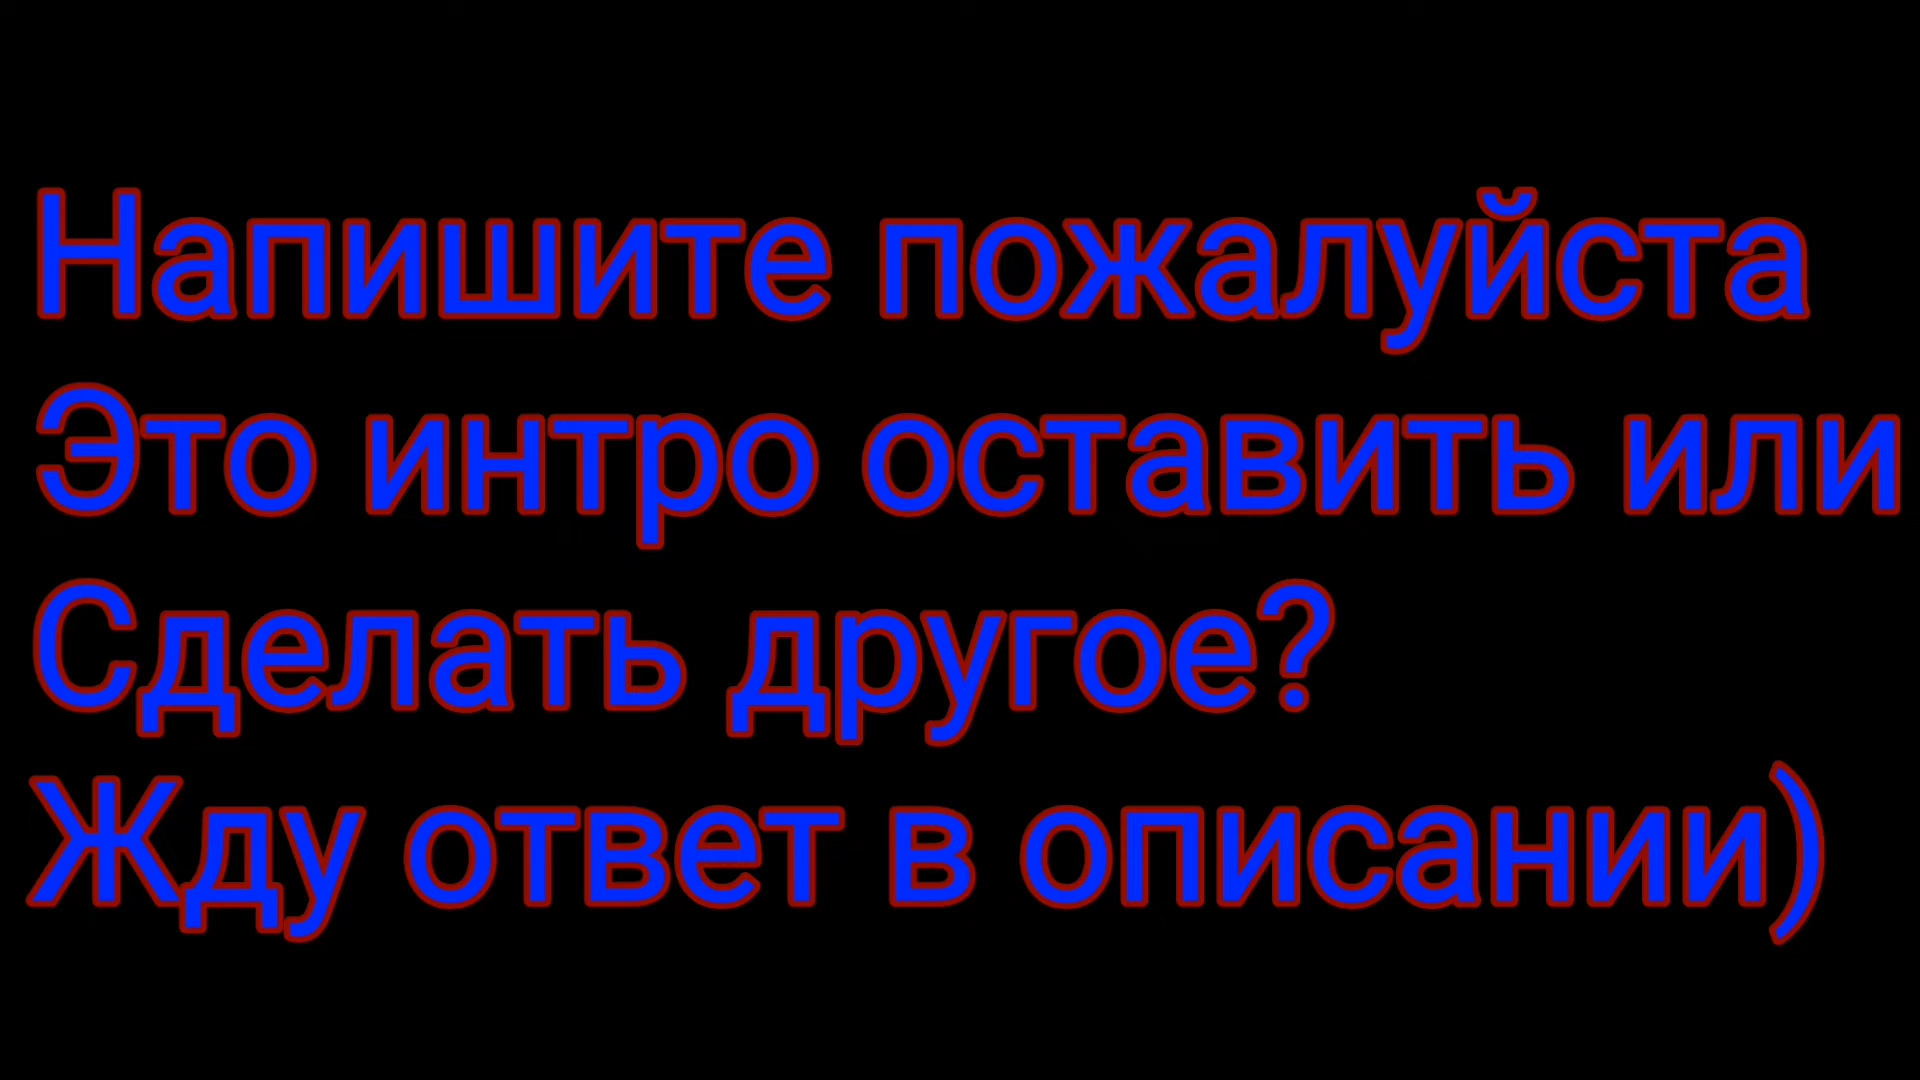 Напишите пожалуйста
Это интро оставить или
Сделать другое?
Жду ответ в описании)